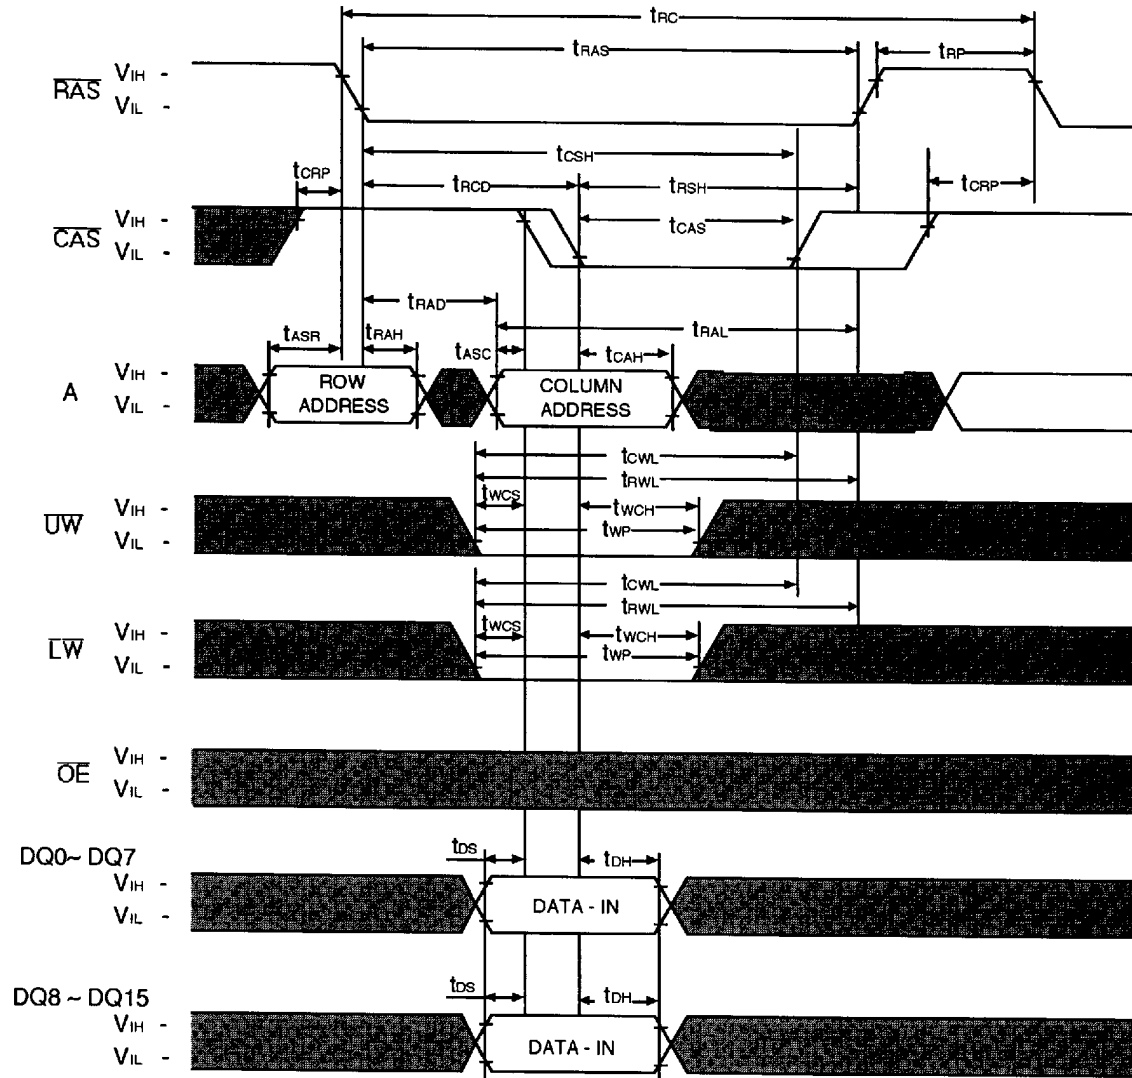 tRC
tRAS
tRP
RAS
VIH -
VIL -
tCSH
tCRP
tRCD
tRSH
tCRP
CAS
VIH -
VIL -
tCAS
tRAD
tRAL
tASR
tRAH
tASC
tCAH
A
VIH -
VIL -
ROW
ADDRESS
COLUMN
ADDRESS
tCWL
tRWL
UW
VIH -
VIL -
tWCS
tWCH
tWP
tCWL
tRWL
LW
VIH -
VIL -
tWCS
tWCH
tWP
OE
VIH -
VIL -
DQ0~ DQ7
VIH -
VIL -
tDS
tDH
DATA - IN
DQ8 ~ DQ15
VIH -
VIL -
tDS
tDH
DATA - IN